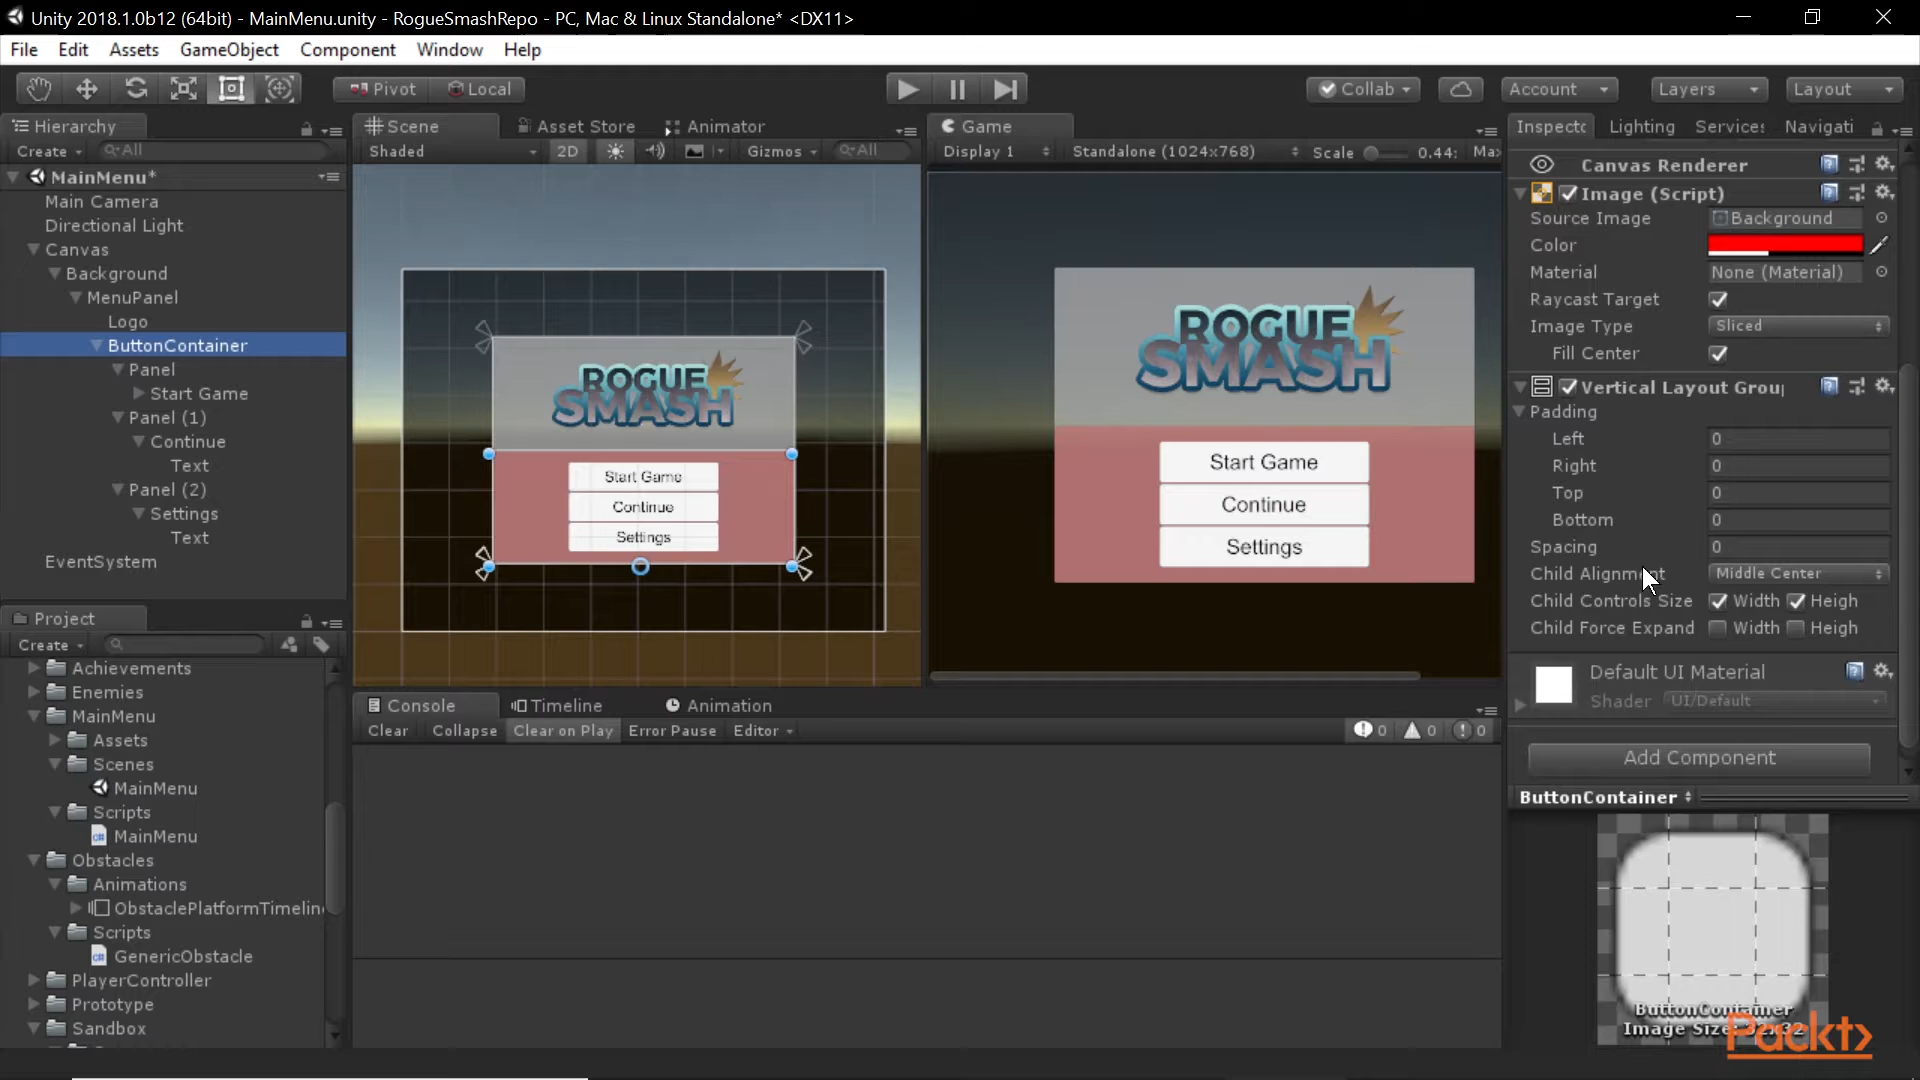 Unity 2018.1.0b12 (64bit) - MainMenu.unity - RogueSmashRepo - PC, Mac & Linux Standalone* <DX11>
File Edit Assets GameObject Component Window Help
Pivot Local Collab Account Layers Layout
Hierarchy
Create All
MainMenu*
Main Camera
Directional Light
Canvas
Background
MenuPanel
Logo
ButtonContainer
Panel
Start Game
Panel (1)
Continue
Text
Panel (2)
Settings
Text
EventSystem
Project
Create
Achievements
Enemies
MainMenu
Assets
Scenes
MainMenu
Scripts
MainMenu
Obstacles
Animations
ObstaclePlatformTimelin
Scripts
GenericObstacle
PlayerController
Prototype
Sandbox
Scene Asset Store Animator
Shaded 2D Gizmos All
ROGUE
SMASH
Start Game
Continue
Settings
Game
Display 1 Standalone (1024x768) Scale 0.44: Max
ROGUE
SMASH
Start Game
Continue
Settings
Console Timeline Animation
Clear Collapse Clear on Play Error Pause Editor 0 0 0
Inspecto Lighting Services Navigati
Canvas Renderer
Image (Script)
Source Image Background
Color
Material None (Material)
Raycast Target
Image Type Sliced
Fill Center
Vertical Layout Grou
Padding
Left 0
Right 0
Top 0
Bottom 0
Spacing 0
Child Alignment Middle Center
Child Controls Size Width Heigh
Child Force Expand Width Heigh
Default UI Material
Shader UI/Default
Add Component
ButtonContainer
ButtonContainer
Image Size: 32x32
Packt